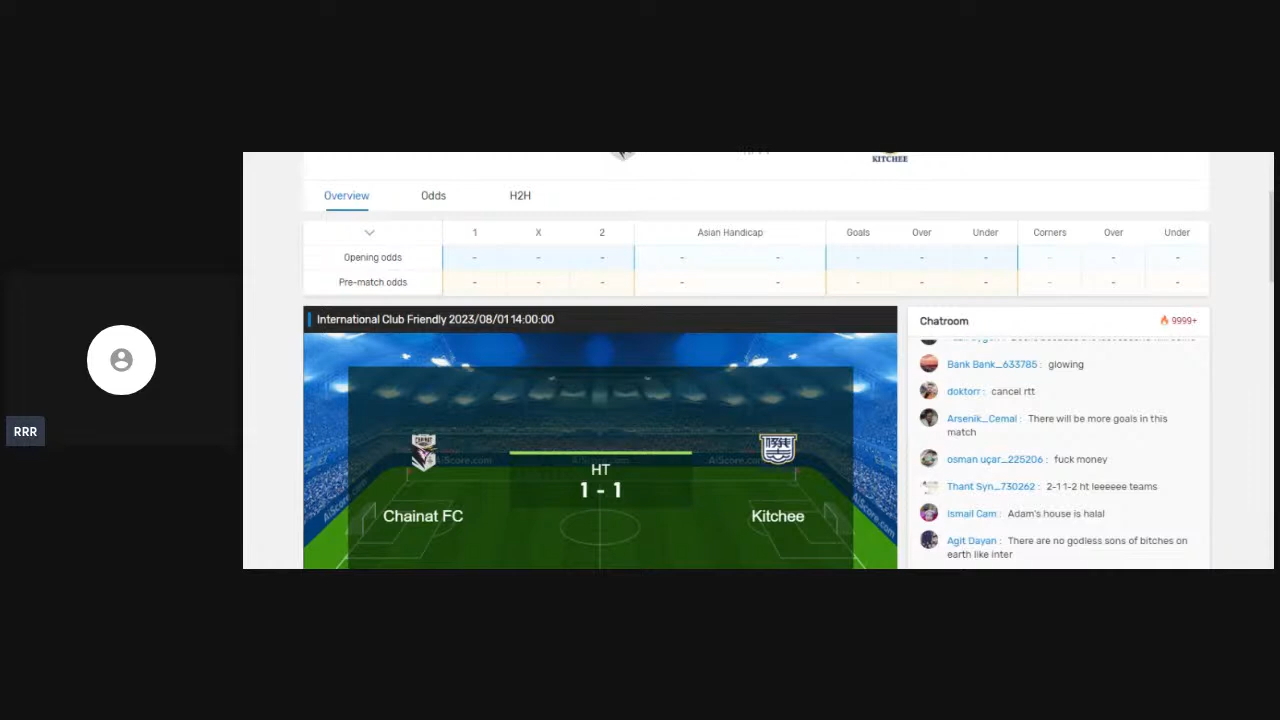 KITCHEE
Overview Odds H2H
1 X 2 Asian Handicap Goals Over Under Corners Over Under
Opening odds - - - - - - - - - - -
Pre-match odds - - - - - - - - - - -
International Club Friendly 2023/08/01 14:00:00
Chatroom 9999+
Bank Bank_633785 : glowing
doktorr : cancel rtt
Arsenik_Cemal : There will be more goals in this
match
osman uçar_225206 : fuck money
Thant Syn_730262 : 2-1 1-2 ht leeeeee teams
Ismail Cam : Adam's house is halal
Agit Dayan : There are no godless sons of bitches on
earth like inter
HT
1 - 1
Chainat FC
Kitchee
AiScore.com
RRR